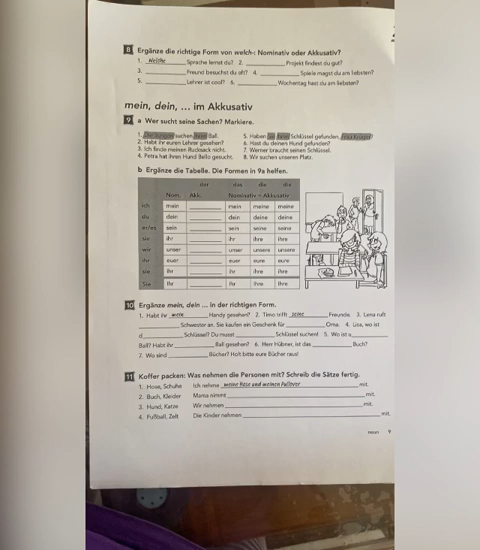 8 Ergänze die richtige Form von welch-: Nominativ oder Akkusativ?
1. Welche Sprache lernst du? 2. Projekt findest du gut?
3. Freund besuchst du oft? 4. Spiele magst du am liebsten?
5. Lehrer ist cool? 6. Wochentag hast du am liebsten?
mein, dein, ... im Akkusativ
9 a Wer sucht seine Sachen? Markiere.
1. Die Jungen suchen ihren Ball. 5. Haben Sie Ihren Schlüssel gefunden, Frau
2. Habt ihr euren Lehrer gesehen? 6. Hast du deinen Hund gefunden?
3. Ich finde meinen Rucksack nicht. 7. Werner braucht seinen Schlüssel.
4. Petra hat ihren Hund Bello gesucht. 8. Wir suchen unseren Platz.
b Ergänze die Tabelle. Die Formen in 9a helfen.
der das die die
Nom. Akk. Nominativ = Akkusativ
ich mein mein meine meine
du dein dein deine deine
er/es sein sein seine seine
sie ihr ihr ihre ihre
wir unser unser unsere unsere
ihr euer euer eure eure
sie ihr ihr ihre ihre
Sie Ihr Ihr Ihre Ihre
10 Ergänze mein, dein ... in der richtigen Form.
1. Habt ihr Handy gesehen? 2. Timo trifft seine Freunde. 3. Lena ruft
Schwester an. Sie kaufen ein Geschenk für Oma. 4. Lisa, wo ist
d Schlüssel? Du musst Schlüssel suchen! 5. Wo ist u
Ball? Habt ihr Ball gesehen? 6. Herr Hübner, ist das Buch?
7. Wo sind Bücher? Holt bitte eure Bücher raus!
11 Koffer packen: Was nehmen die Personen mit? Schreib die Sätze fertig.
1. Hose, Schuhe Ich nehme meine Hose und meinen Pullover mit.
2. Buch, Kleider Mama nimmt mit.
3. Hund, Katze Wir nehmen mit.
4. Fußball, Zelt Die Kinder nehmen mit.
neun 9